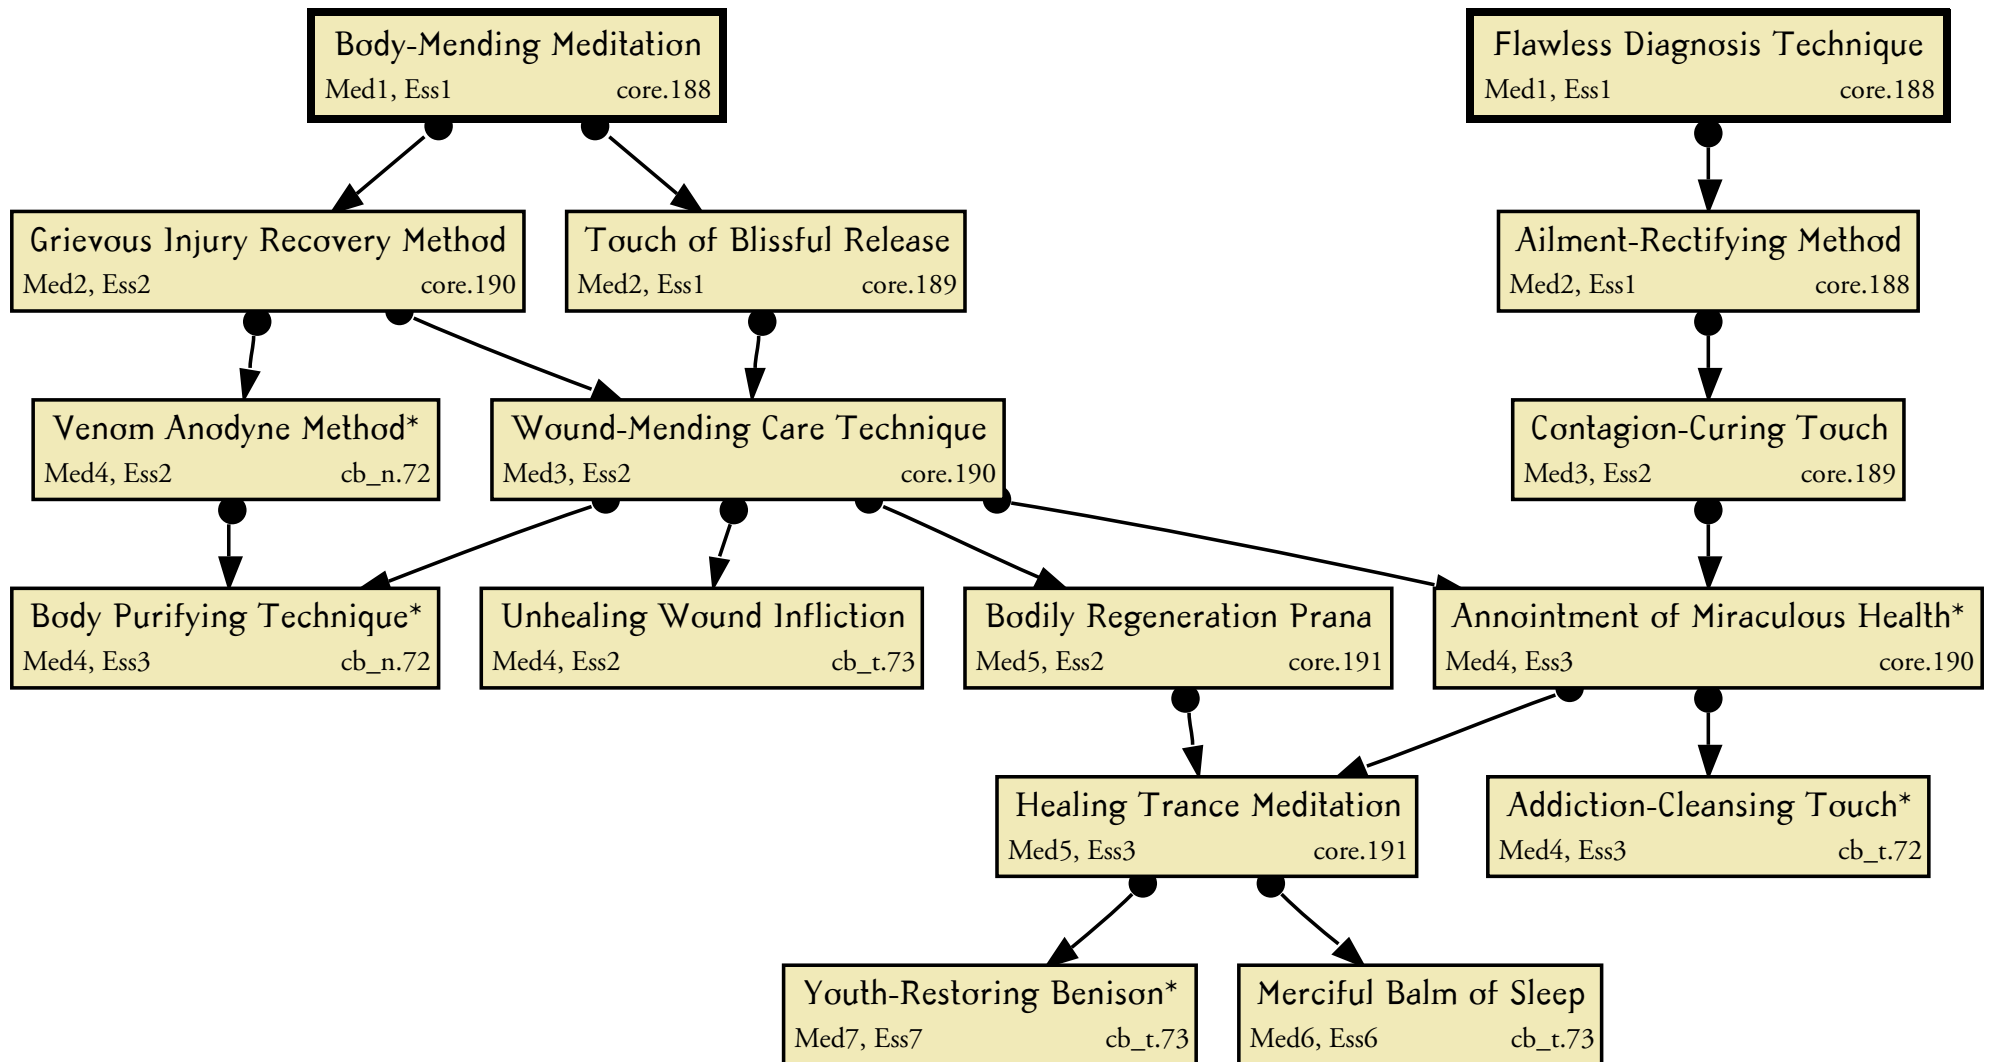 Body-Mending Meditation
Med1, Ess1 core.188
Flawless Diagnosis Technique
Med1, Ess1 core.188
Grievous Injury Recovery Method
Med2, Ess2 core.190
Touch of Blissful Release
Med2, Ess1 core.189
Ailment-Rectifying Method
Med2, Ess1 core.188
Venom Anodyne Method*
Med4, Ess2 cb_n.72
Wound-Mending Care Technique
Med3, Ess2 core.190
Contagion-Curing Touch
Med3, Ess2 core.189
Body Purifying Technique*
Med4, Ess3 cb_n.72
Unhealing Wound Infliction
Med4, Ess2 cb_t.73
Bodily Regeneration Prana
Med5, Ess2 core.191
Annointment of Miraculous Health*
Med4, Ess3 core.190
Healing Trance Meditation
Med5, Ess3 core.191
Addiction-Cleansing Touch*
Med4, Ess3 cb_t.72
Youth-Restoring Benison*
Med7, Ess7 cb_t.73
Merciful Balm of Sleep
Med6, Ess6 cb_t.73